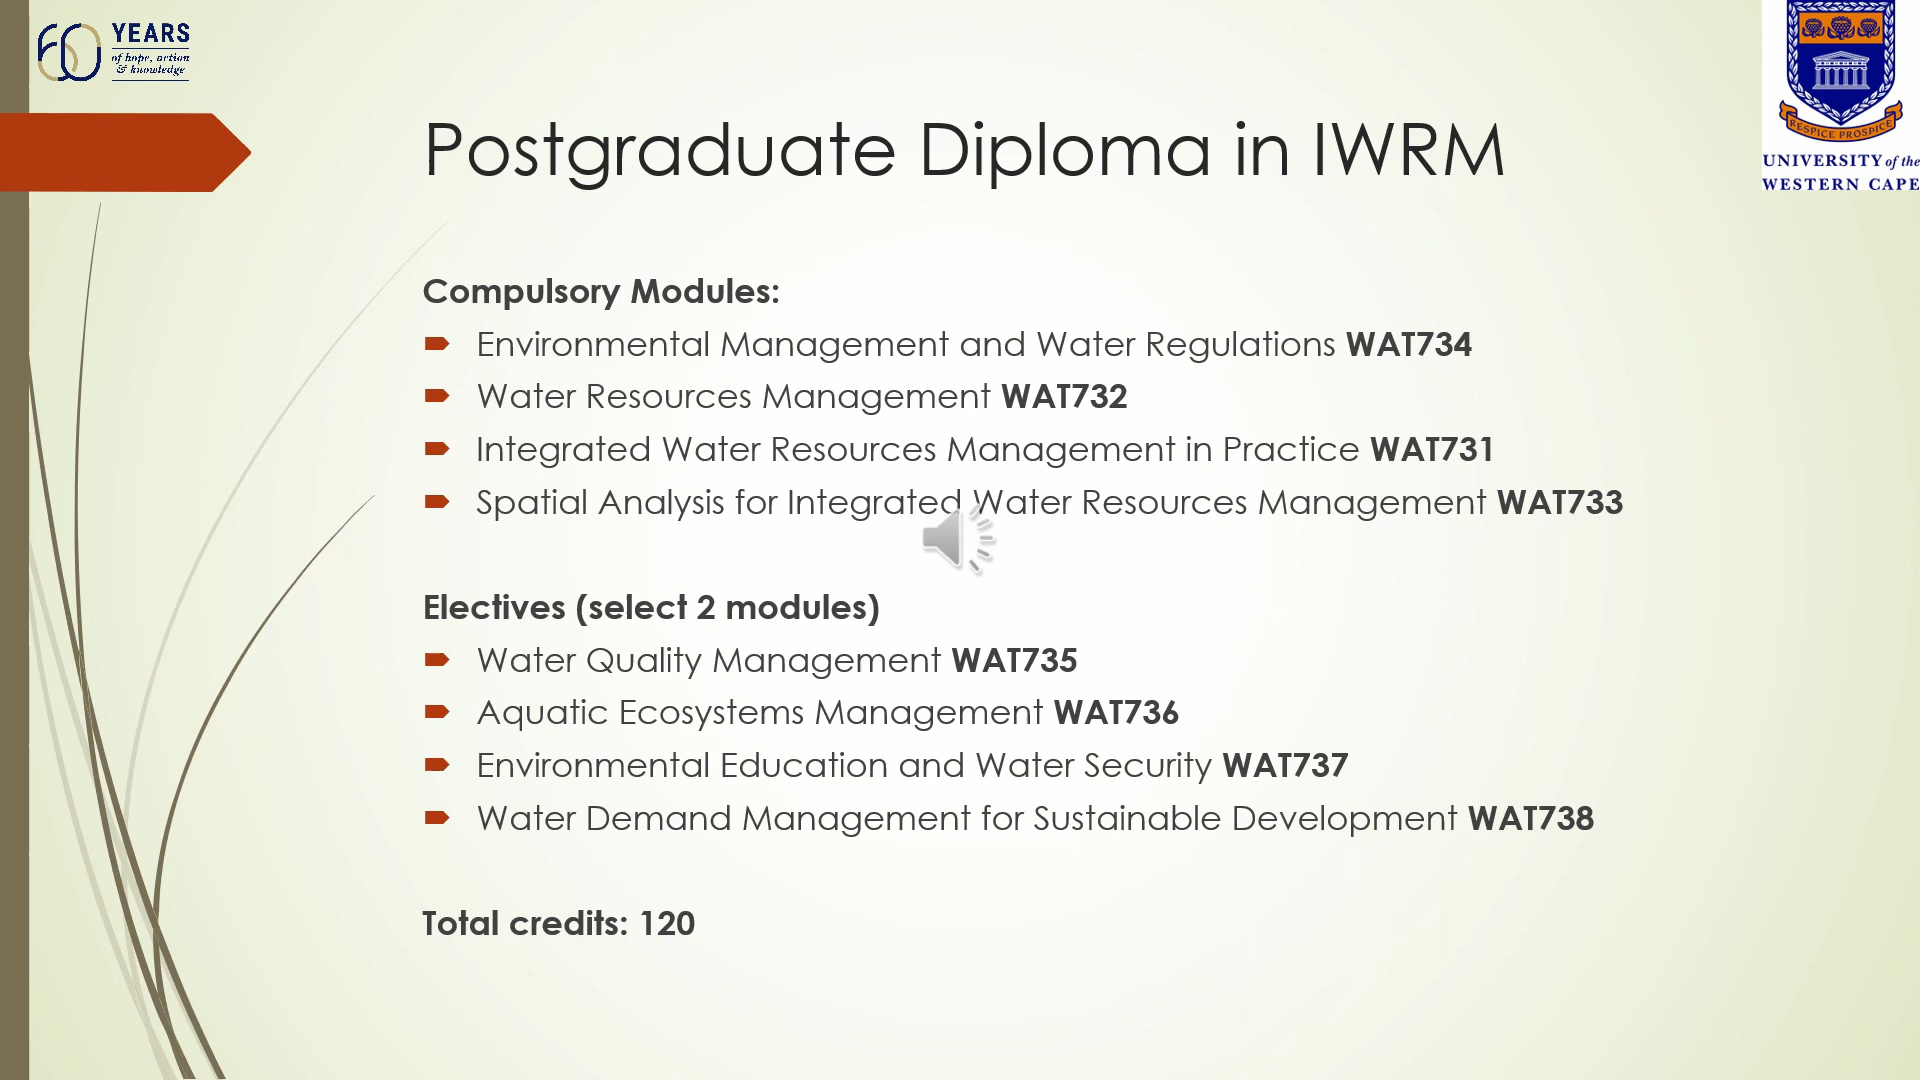 60 YEARS
of hope, action
& knowledge
RESPICE PROSPICE
UNIVERSITY of the
WESTERN CAPE
Postgraduate Diploma in IWRM
Compulsory Modules:
Environmental Management and Water Regulations WAT734
Water Resources Management WAT732
Integrated Water Resources Management in Practice WAT731
Spatial Analysis for Integrated Water Resources Management WAT733
Electives (select 2 modules)
Water Quality Management WAT735
Aquatic Ecosystems Management WAT736
Environmental Education and Water Security WAT737
Water Demand Management for Sustainable Development WAT738
Total credits: 120